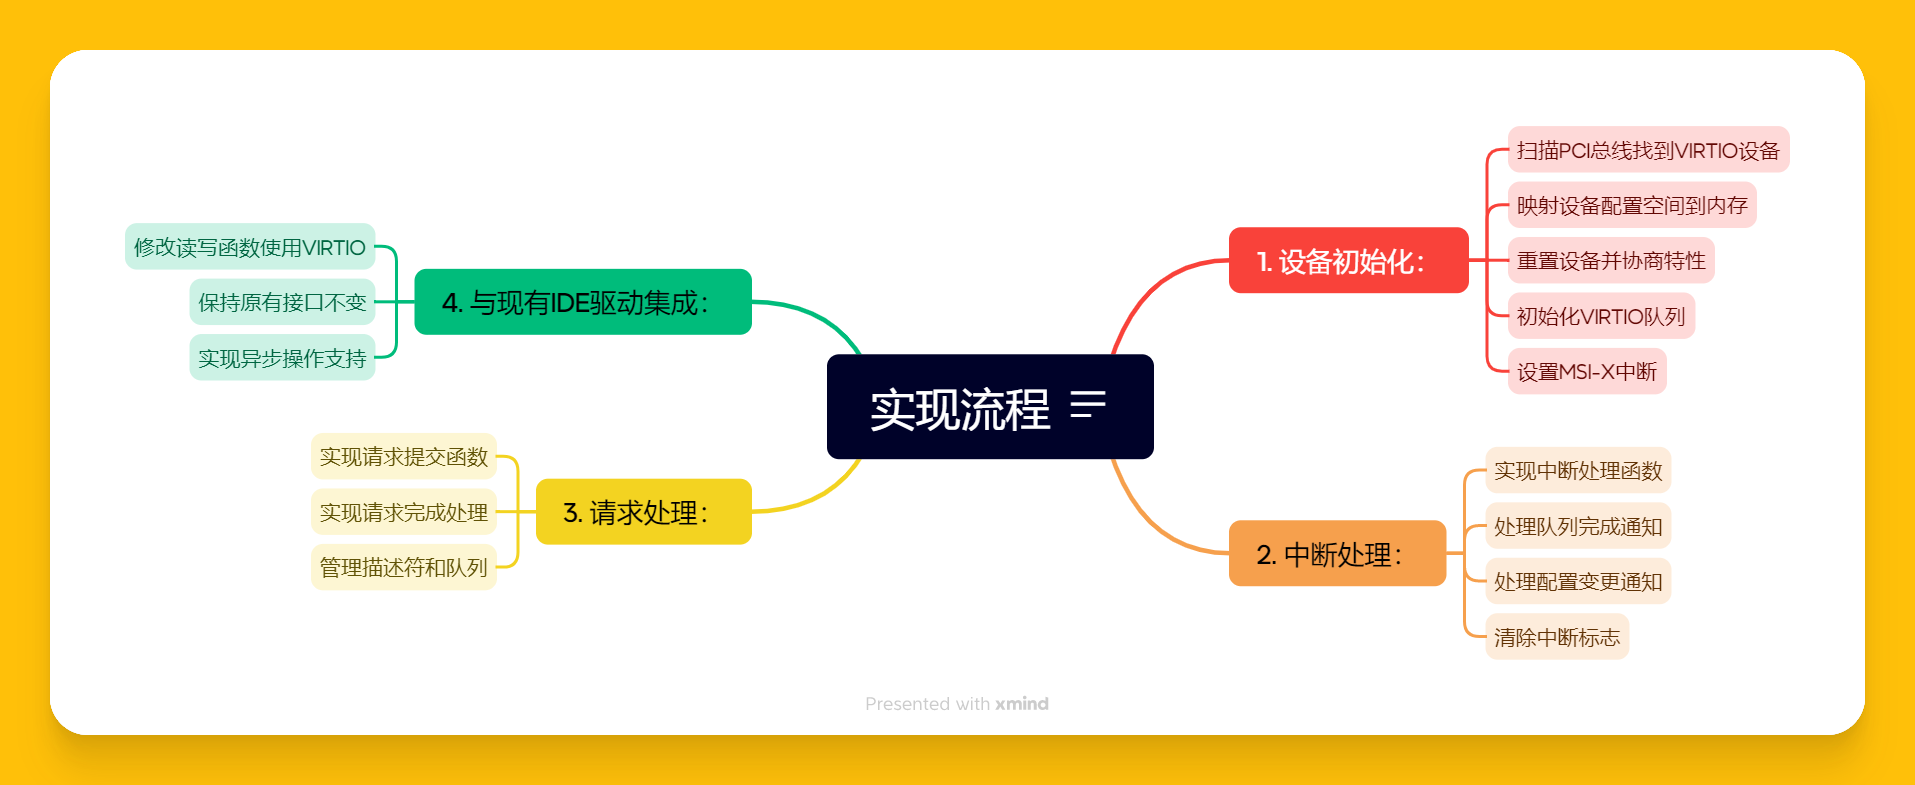 实现流程
1. 设备初始化：
扫描PCI总线找到VIRTIO设备
映射设备配置空间到内存
重置设备并协商特性
初始化VIRTIO队列
设置MSI-X中断
2. 中断处理：
实现中断处理函数
处理队列完成通知
处理配置变更通知
清除中断标志
3. 请求处理：
实现请求提交函数
实现请求完成处理
管理描述符和队列
4. 与现有IDE驱动集成：
修改读写函数使用VIRTIO
保持原有接口不变
实现异步操作支持
Presented with xmind